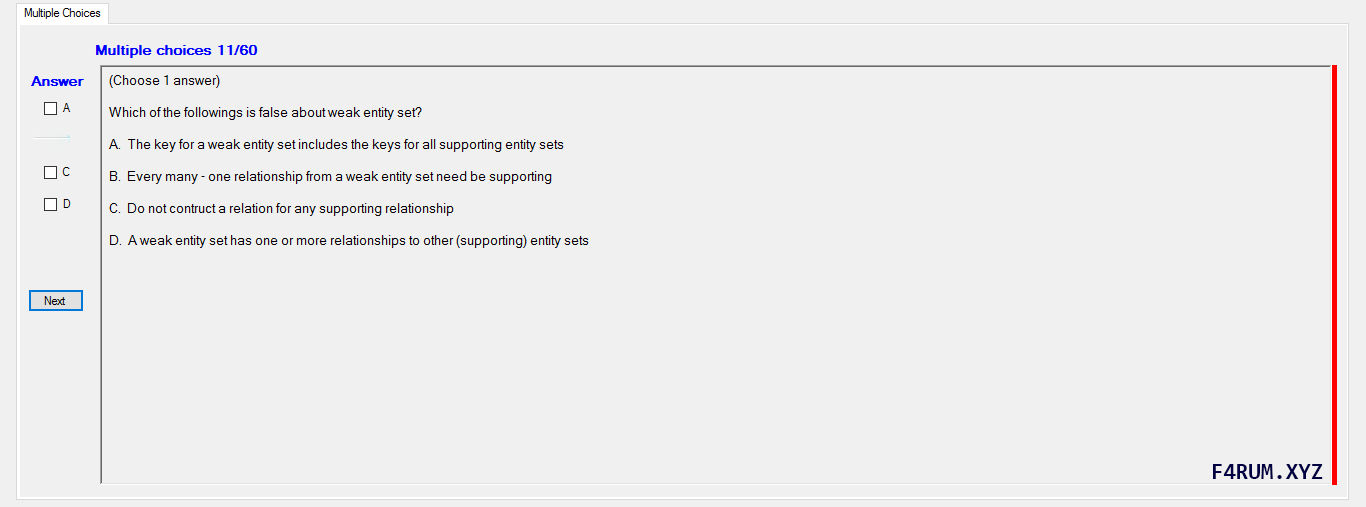 Multiple Choices
Multiple choices 11/60
Answer
A
C
D
Next
(Choose 1 answer)
Which of the followings is false about weak entity set?
A. The key for a weak entity set includes the keys for all supporting entity sets
B. Every many - one relationship from a weak entity set need be supporting
C. Do not contruct a relation for any supporting relationship
D. A weak entity set has one or more relationships to other (supporting) entity sets
F4RUM.XYZ